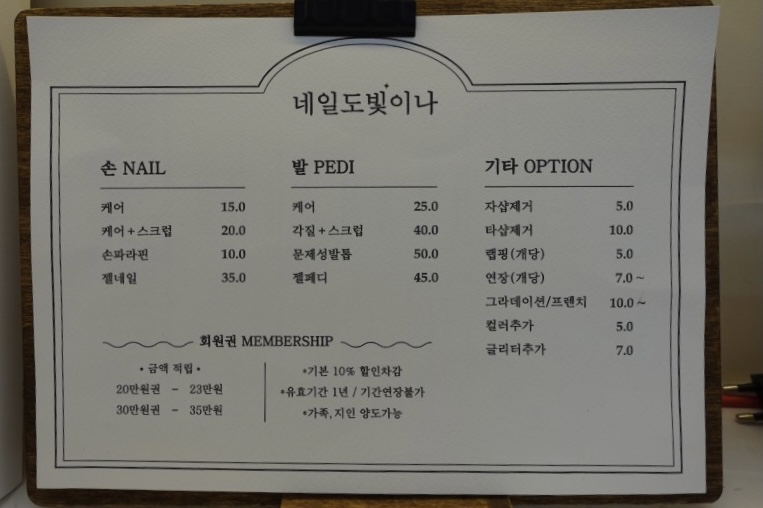 네일도빛이나
손 NAIL
케어 15.0
케어+스크럽 20.0
손파라핀 10.0
젤네일 35.0
발 PEDI
케어 25.0
각질+스크럽 40.0
문제성발톱 50.0
젤페디 45.0
기타 OPTION
자샵제거 5.0
타샵제거 10.0
랩핑(개당) 5.0
연장(개당) 7.0~
그라데이션/프렌치 10.0~
컬러추가 5.0
글리터추가 7.0
회원권 MEMBERSHIP
• 금액 적립 •
20만원권 - 23만원
30만원권 - 35만원
*기본 10% 할인차감
*유효기간 1년 / 기간연장불가
*가족,지인 양도가능